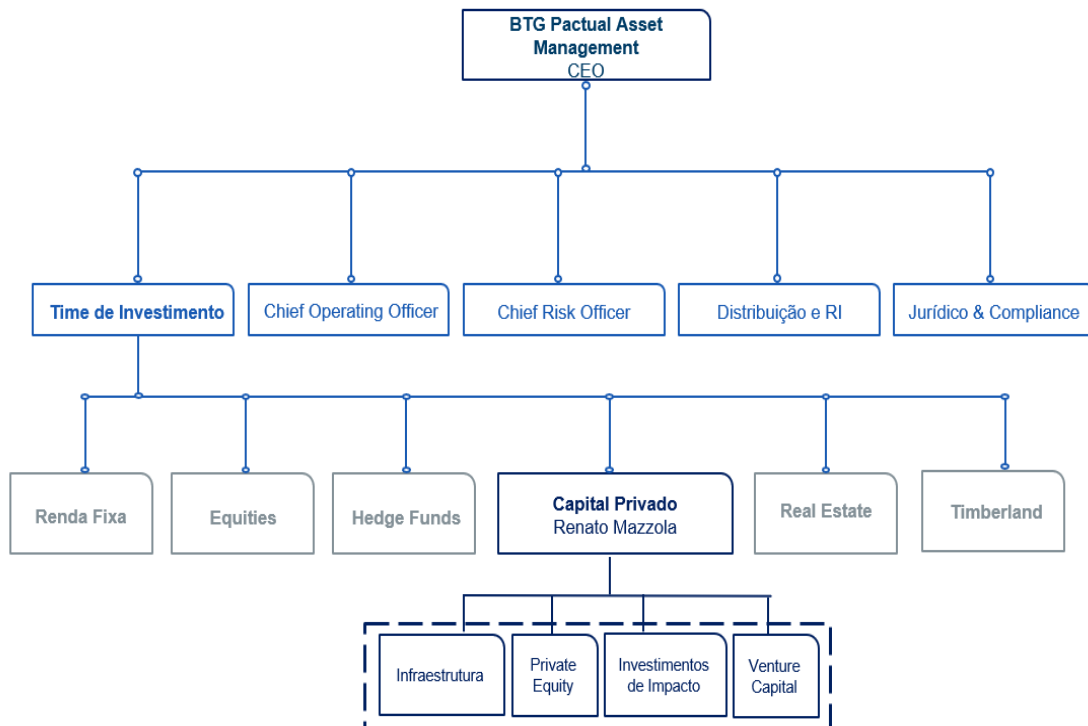 BTG Pactual Asset
Management
CEO
Time de Investimento
Chief Operating Officer
Chief Risk Officer
Distribuição e RI
Jurídico & Compliance
Renda Fixa
Equities
Hedge Funds
Capital Privado
Renato Mazzola
Real Estate
Timberland
Infraestrutura
Private
Equity
Investimentos
de Impacto
Venture
Capital